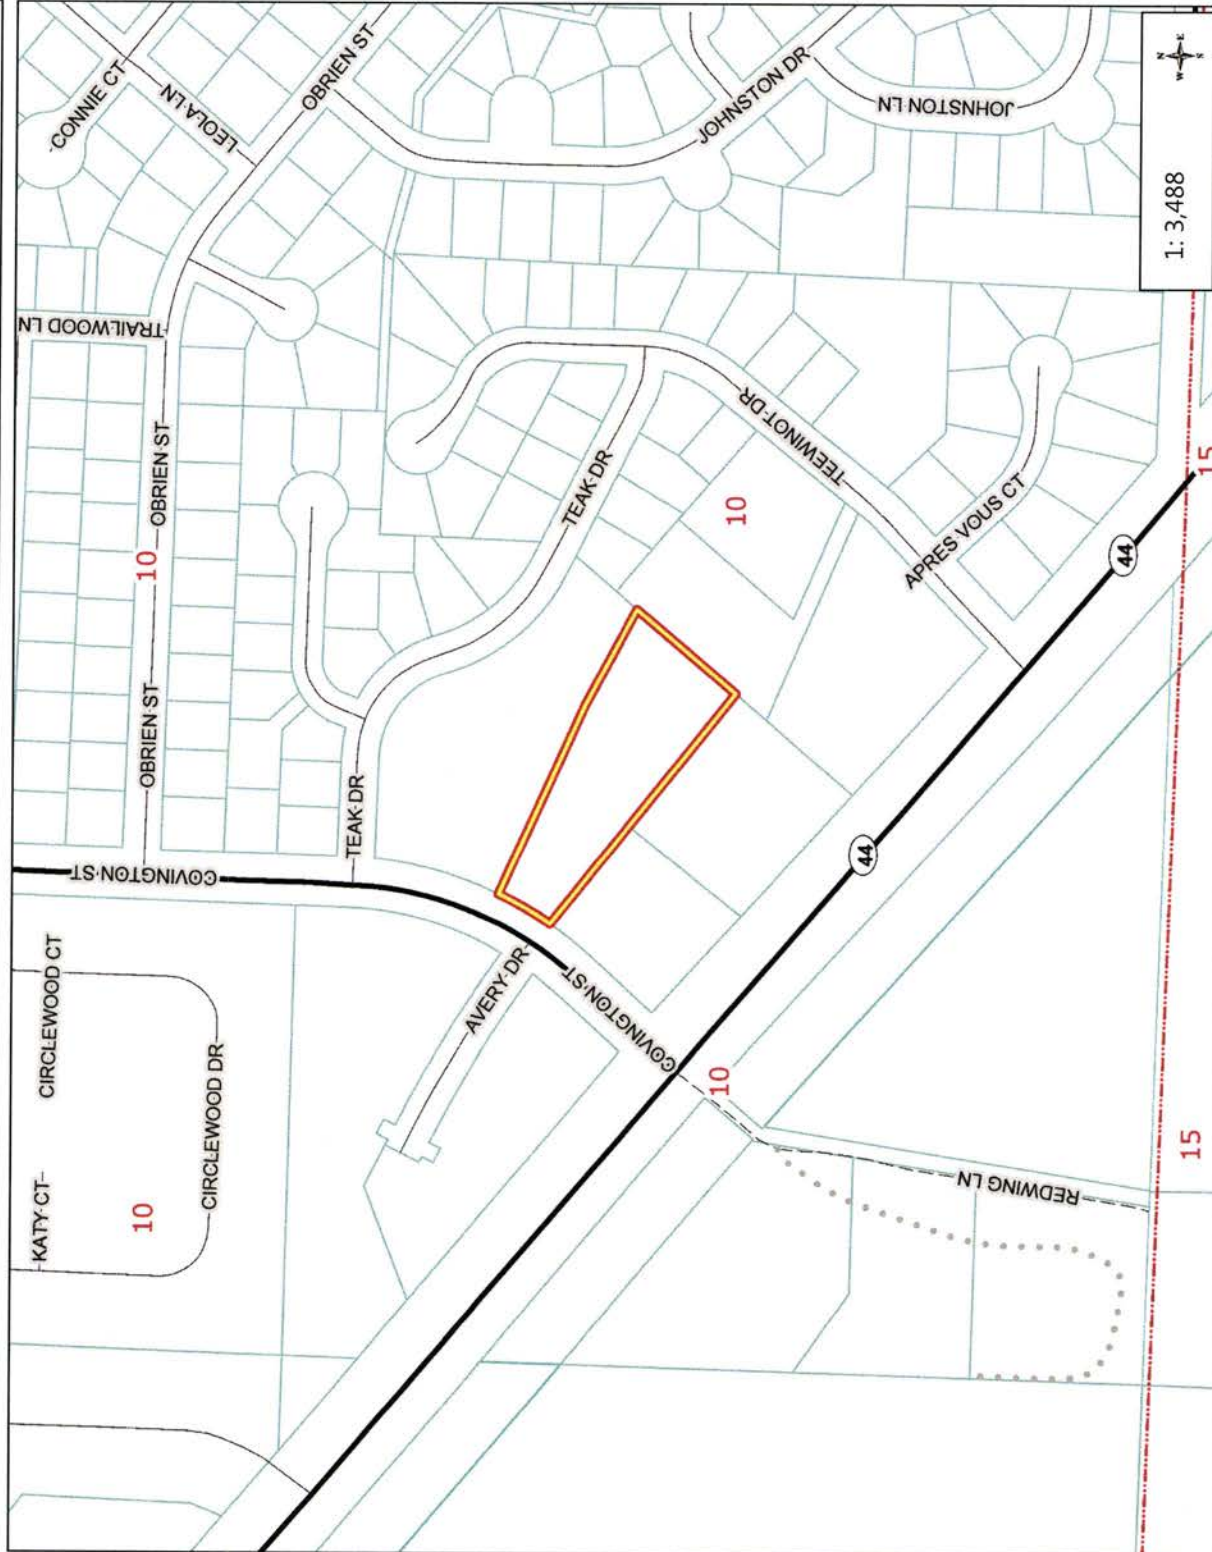 KATY CT
CIRCLEWOOD CT
CIRCLEWOOD DR
10
COVINGTON ST
COVINGTON ST
AVERY DR
OBRIEN ST
OBRIEN ST
OBRIEN ST
10
TRAILWOOD LN
CONNIE CT
LEOLA LN
JOHNSTON DR
JOHNSTON LN
TEAK DR
TEAK DR
TEEWINOT DR
10
APRES VOUS CT
44
44
10
REDWING LN
15
15
1: 3,488
N
W
E
S